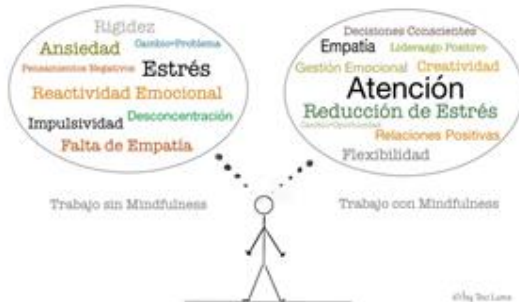 Rigidez
Ansiedad Cambio=Problema
Pensamientos Negativos Estrés
Reactividad Emocional
Impulsividad Desconcentración
Falta de Empatía
Trabajo sin Mindfulness
Decisiones Conscientes
Empatía Liderazgo Positivo
Gestión Emocional Creatividad
Atención
Reducción de Estrés
Cambio=Oportunidad
Relaciones Positivas
Flexibilidad
Trabajo con Mindfulness